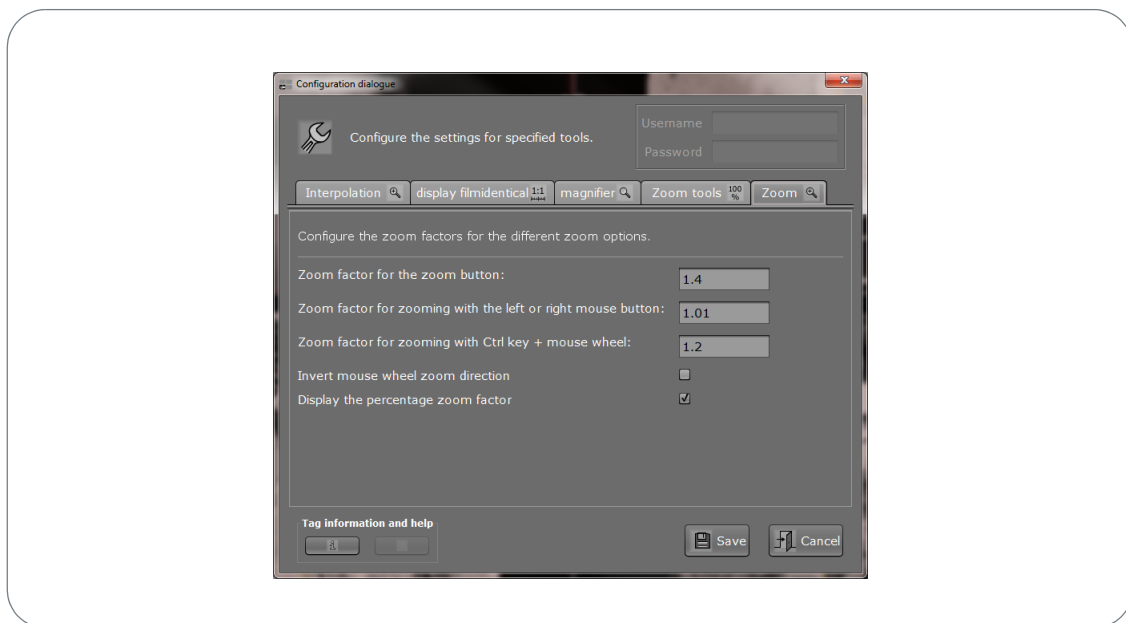 Configuration dialogue
Configure the settings for specified tools.
Username
Password
Interpolation display filmidentical 1:1 magnifier Zoom tools 100 % Zoom
Configure the zoom factors for the different zoom options.
Zoom factor for the zoom button: 1.4
Zoom factor for zooming with the left or right mouse button: 1.01
Zoom factor for zooming with Ctrl key + mouse wheel: 1.2
Invert mouse wheel zoom direction
Display the percentage zoom factor
Tag information and help
i
Save Cancel